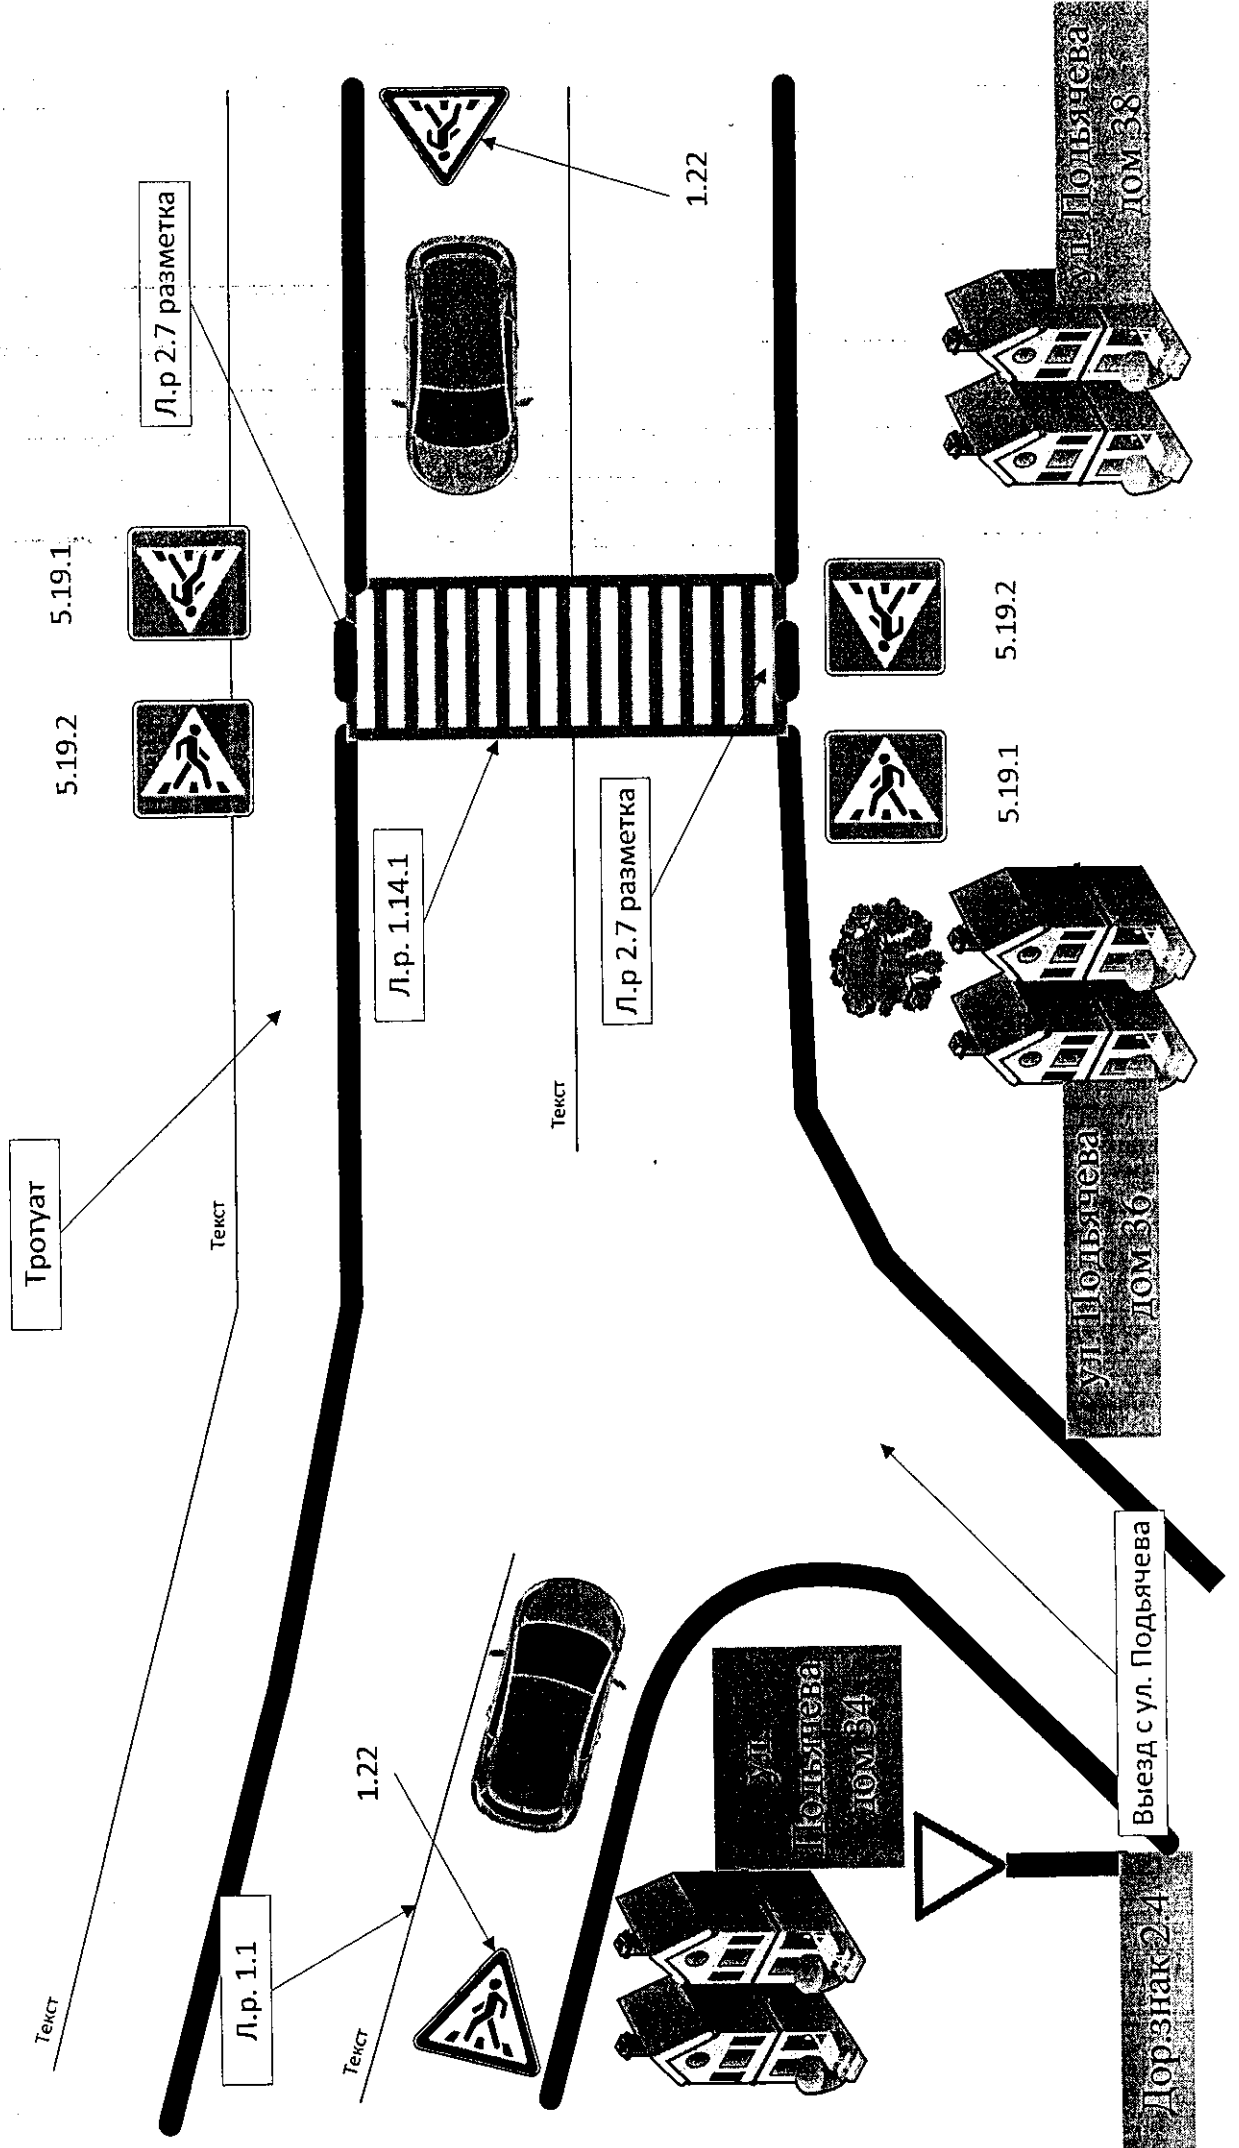 Тротуат
Текст
5.19.2
5.19.1
Л.р 2.7 разметка
Текст
Л.р. 1.1
Текст
1.22
Л.р. 1.14.1
Текст
Л.р 2.7 разметка
1.22
5.19.1
5.19.2
ул.
Подьячева
дом 34
ул. Подьячева
дом 36
ул. Подьячева
дом 38
Выезд с ул. Подьячева
Дор.знак 2.4